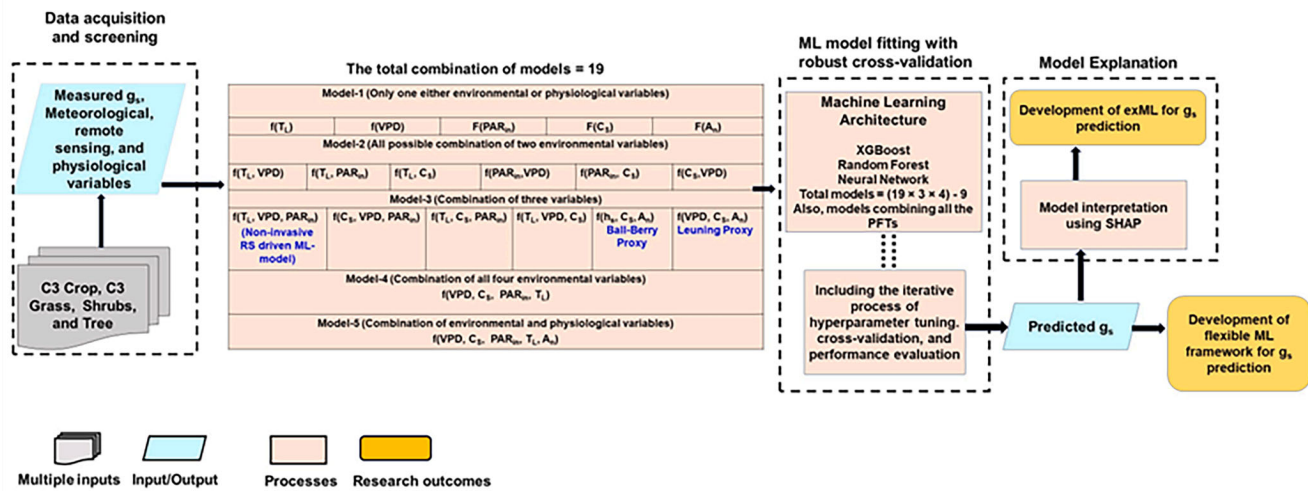 Data acquisition
and screening
Measured gs,
Meteorological,
remote
sensing, and
physiological
variables
C3 Crop, C3
Grass, Shrubs,
and Tree
The total combination of models = 19
Model-1 (Only one either environmental or physiological variables)
f(TL) f(VPD) F(PARin) F(CS) F(An)
Model-2 (All possible combination of two environmental variables)
f(TL, VPD) f(TL, PARin) f(TL, CS) f(PARin,VPD) f(PARin, CS) f(CS,VPD)
Model-3 (Combination of three variables)
f(TL, VPD, PARin) f(CS, VPD, PARin) f(TL, CS, PARin) f(TL, VPD, CS) f(hs, CS, An) f(VPD, CS, An)
(Non-invasive
RS driven ML-
model)
Ball-Berry
Proxy
Leuning Proxy
Model-4 (Combination of all four environmental variables)
f(VPD, CS, PARin, TL)
Model-5 (Combination of environmental and physiological variables)
f(VPD, CS, PARin, TL, An)
ML model fitting with
robust cross-validation
Machine Learning
Architecture
XGBoost
Random Forest
Neural Network
Total models = (19 × 3 × 4) - 9
Also, models combining all the
PFTs
Including the iterative
process of
hyperparameter tuning.
cross-validation, and
performance evaluation
Model Explanation
Development of exML for gs
prediction
Model interpretation
using SHAP
Predicted gs
Development of
flexible ML
framework for gs
prediction
Multiple inputs
Input/Output
Processes
Research outcomes